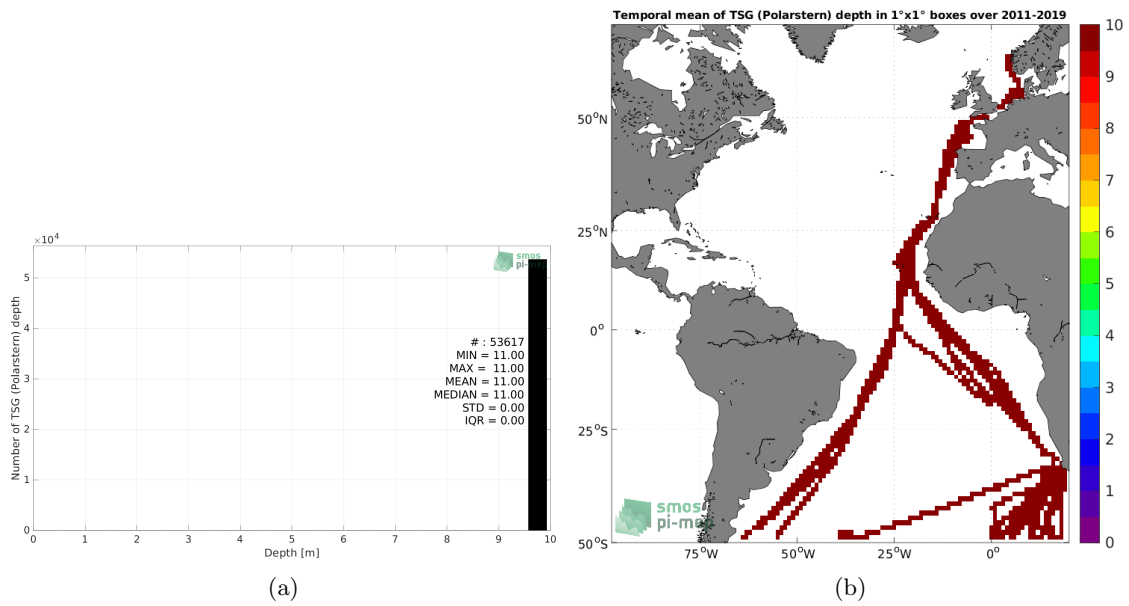 Temporal mean of TSG (Polarstern) depth in 1°x1° boxes over 2011-2019
×10⁴
Number of TSG (Polarstern) depth
5
4
3
2
1
0
smos
pi-mep
# : 53617
MIN = 11.00
MAX = 11.00
MEAN = 11.00
MEDIAN = 11.00
STD = 0.00
IQR = 0.00
0 1 2 3 4 5 6 7 8 9 10
Depth [m]
(a)
50°N
25°N
0°
25°S
50°S
75°W 50°W 25°W 0°
smos
pi-mep
10
9
8
7
6
5
4
3
2
1
0
(b)